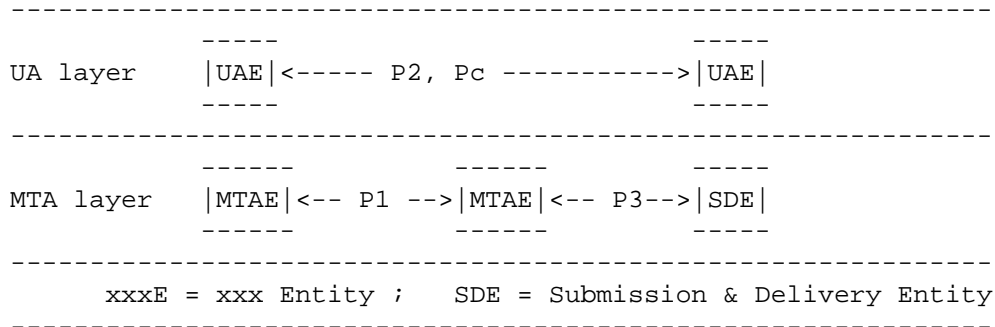 --------------------------------------------------------------
            -----                          -----
UA layer    |UAE|<----- P2, Pc ----------->|UAE|
            -----                          -----
--------------------------------------------------------------
            ------          ------         -----
MTA layer   |MTAE|<-- P1 -->|MTAE|<-- P3-->|SDE|
            ------          ------         -----
--------------------------------------------------------------
      xxxE = xxx Entity ;   SDE = Submission & Delivery Entity
--------------------------------------------------------------